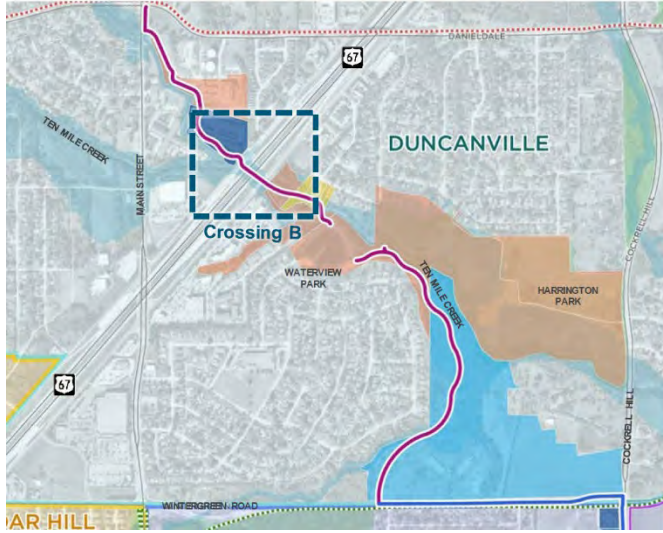 DANIELDALE
67
TEN MILE CREEK
DUNCANVILLE
MAIN STREET
Crossing B
COCKRELL HILL
WATERVIEW
PARK
TEN MILE CREEK
HARRINGTON
PARK
67
COCKRELL HILL
WINTERGREEN ROAD
DAR HILL